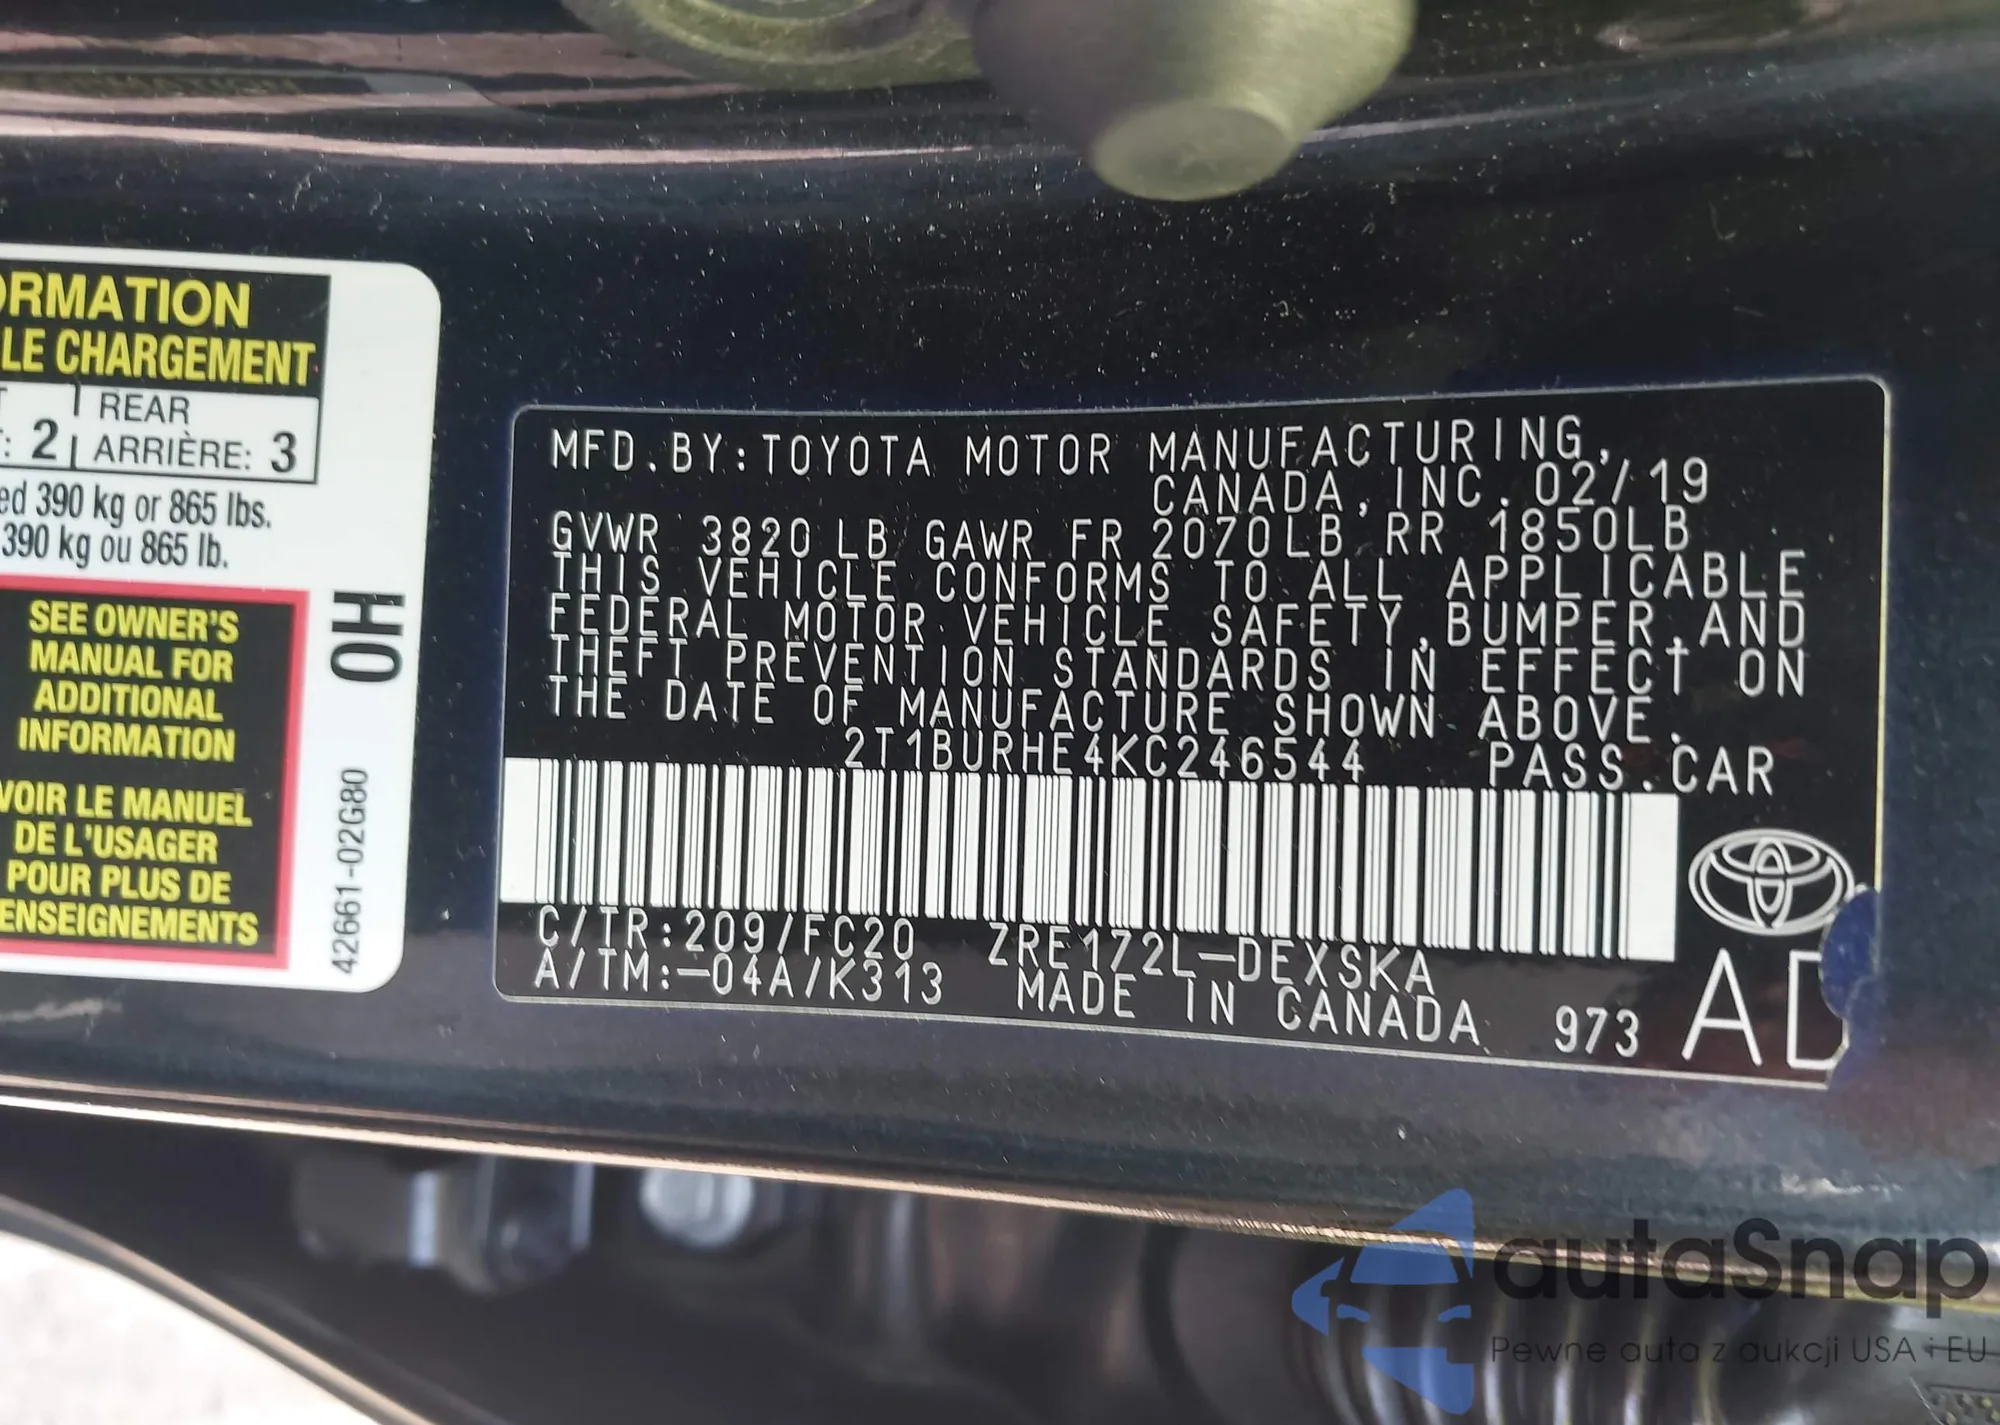 ORMATION
LE CHARGEMENT
REAR
: 2 ARRIÈRE: 3
ed 390 kg or 865 lbs.
390 kg ou 865 lb.
SEE OWNER'S
MANUAL FOR
ADDITIONAL
INFORMATION
VOIR LE MANUEL
DE L'USAGER
POUR PLUS DE
ENSEIGNEMENTS
0H
42661-02G80
MFD.BY:TOYOTA MOTOR MANUFACTURING,
CANADA,INC.02/19
GVWR 3820LB GAWR FR 2070LB RR 1850LB
THIS VEHICLE CONFORMS TO ALL APPLICABLE
FEDERAL MOTOR VEHICLE SAFETY,BUMPER,AND
THEFT PREVENTION STANDARDS IN EFFECT ON
THE DATE OF MANUFACTURE SHOWN ABOVE.
2T1BURHE4KC246544 PASS.CAR
C/TR:209/FC20 ZRE172L-DEXSKA
A/TM:-04A/K313 MADE IN CANADA 973 AD
autaSnap
Pewne auta z aukcji USA i EU